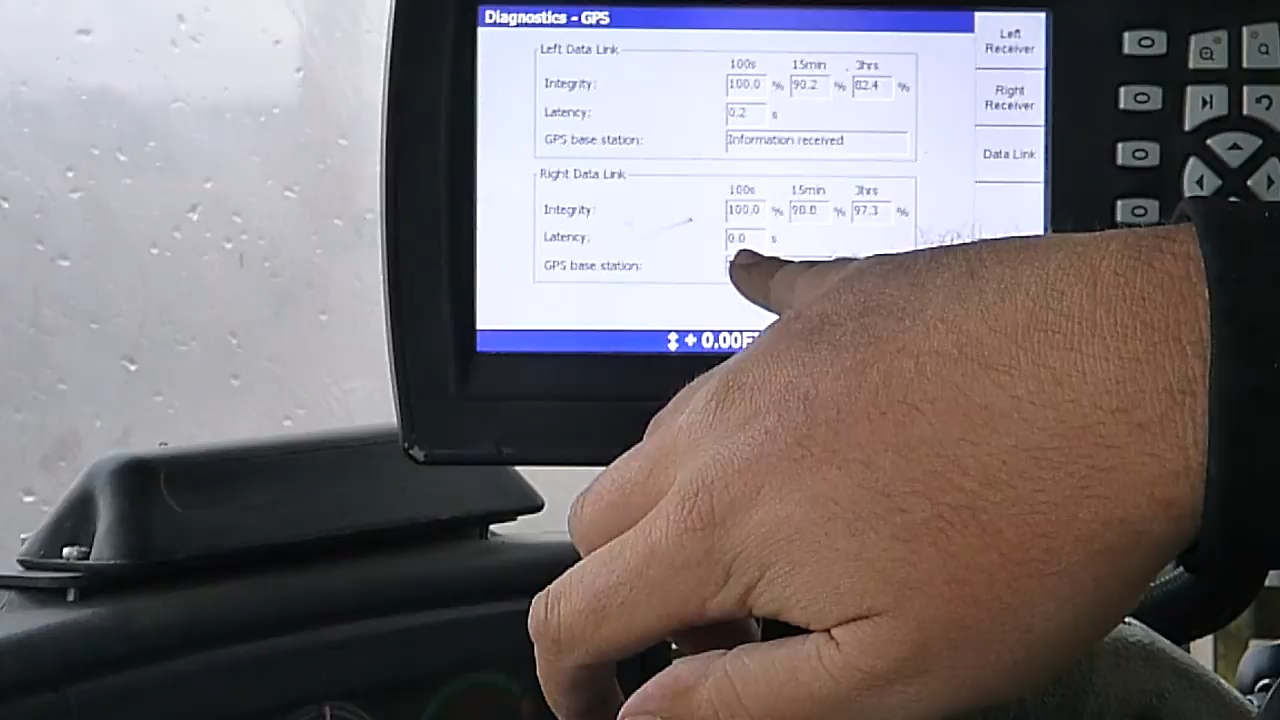 Diagnostics - GPS
Left Receiver
Right Receiver
Data Link
Left Data Link
100s 15min 3hrs
Integrity: 100.0 % 90.2 % 82.4 %
Latency: 0.2 s
GPS base station: Information received
Right Data Link
100s 15min 3hrs
Integrity: 100.0 % % 97.3 %
Latency: 0.0 s
GPS base station:
+ 0.00